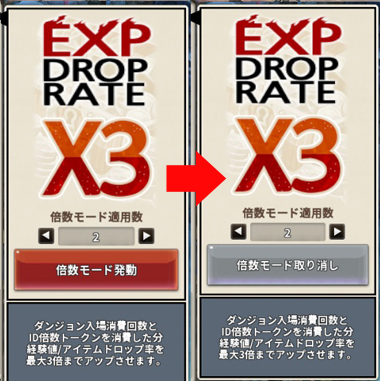 EXP
DROP
RATE
X3
倍数モード適用数
2
倍数モード発動
ダンジョン入場消費回数と
ID倍数トークンを消費した分
経験値/アイテムドロップ率を
最大3倍までアップさせます。
EXP
DROP
RATE
X3
倍数モード適用数
2
倍数モード取り消し
ダンジョン入場消費回数と
ID倍数トークンを消費した分
経験値/アイテムドロップ率を
最大3倍までアップさせます。